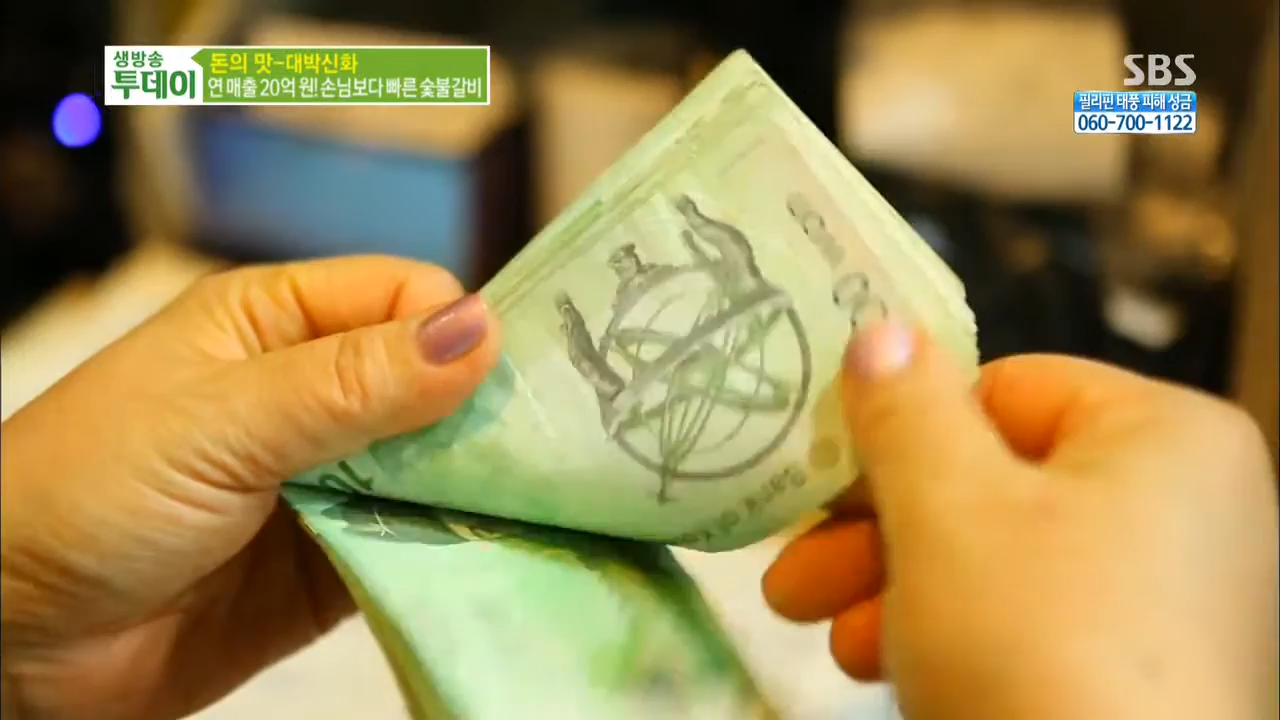 생방송
투데이
돈의 맛-대박신화
연 매출 20억 원! 손님보다 빠른 숯불갈비
SBS
필리핀 태풍 피해 성금
060-700-1122